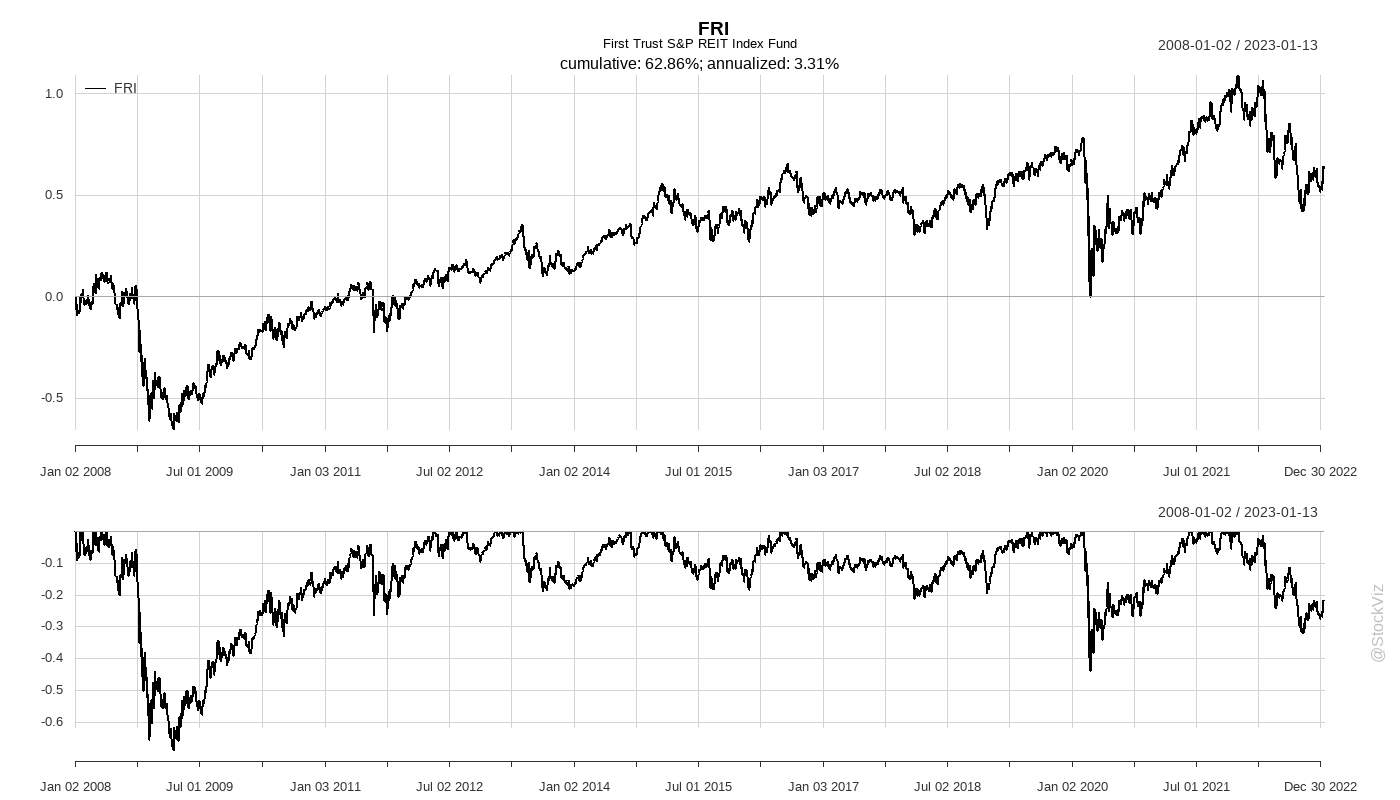 FRI
First Trust S&P REIT Index Fund
2008-01-02 / 2023-01-13
cumulative: 62.86%; annualized: 3.31%
FRI
1.0
0.5
0.0
-0.5
Jan 02 2008 Jul 01 2009 Jan 03 2011 Jul 02 2012 Jan 02 2014 Jul 01 2015 Jan 03 2017 Jul 02 2018 Jan 02 2020 Jul 01 2021 Dec 30 2022
2008-01-02 / 2023-01-13
-0.1
-0.2
-0.3
-0.4
-0.5
-0.6
Jan 02 2008 Jul 01 2009 Jan 03 2011 Jul 02 2012 Jan 02 2014 Jul 01 2015 Jan 03 2017 Jul 02 2018 Jan 02 2020 Jul 01 2021 Dec 30 2022
@StockViz